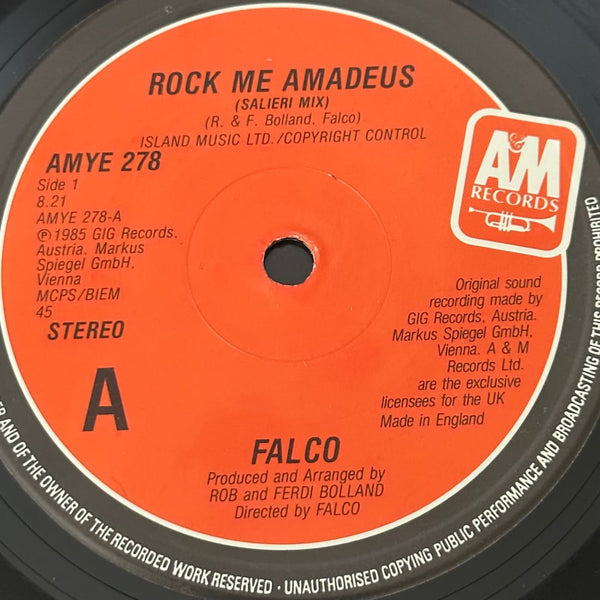 ROCK ME AMADEUS
(SALIERI MIX)
(R. & F. Bolland, Falco)
ISLAND MUSIC LTD./COPYRIGHT CONTROL
AMYE 278
Side 1
8.21
AMYE 278-A
℗1985 GIG Records,
Austria. Markus
Spiegel GmbH,
Vienna
MCPS/BIEM
45
STEREO
A
A&M
RECORDS
Original sound
recording made by
GIG Records, Austria.
Markus Spiegel GmbH,
Vienna. A & M
Records Ltd.
are the exclusive
licensees for the UK
Made in England
FALCO
Produced and Arranged by
ROB and FERDI BOLLAND
Directed by FALCO
AND OF THE OWNER OF THE RECORDED WORK RESERVED · UNAUTHORISED COPYING PUBLIC PERFORMANCE AND BROADCASTING OF THIS RECORD PROHIBITED